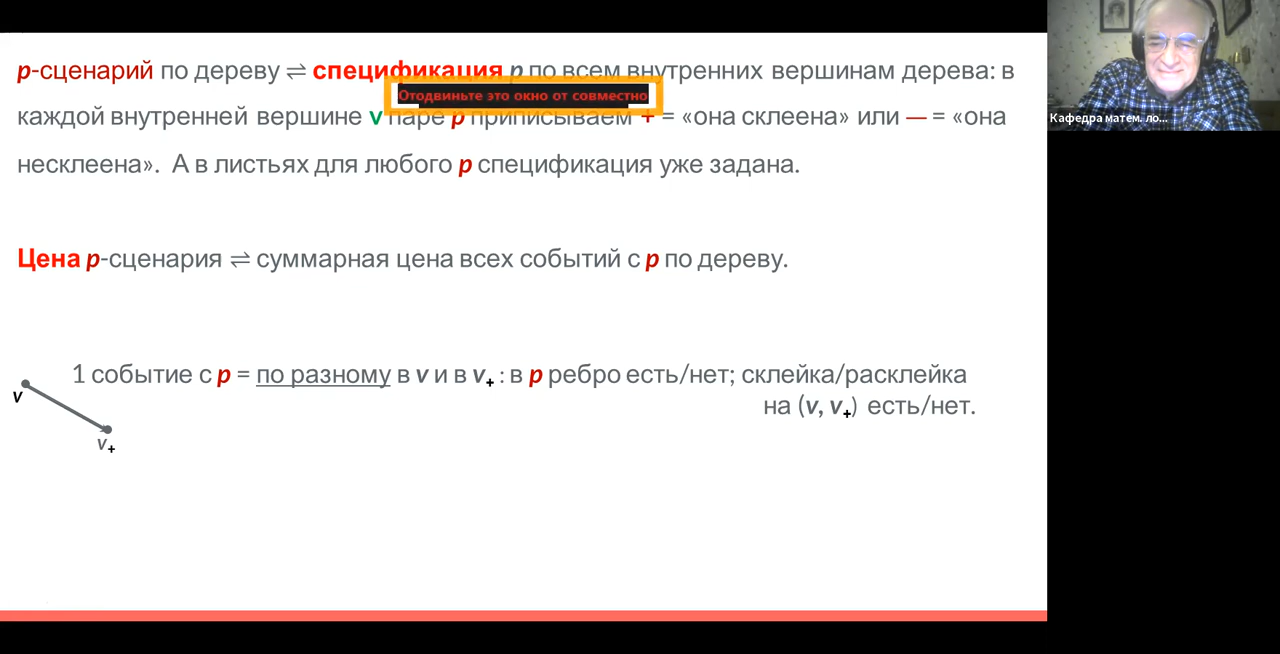 p-сценарий по дереву ⇌ спецификация p по всем внутренних вершинам дерева: в
Отодвиньте это окно от совместно
каждой внутренней вершине v паре p приписываем + = «она склеена» или — = «она
несклеена». А в листьях для любого p спецификация уже задана.
Цена p-сценария ⇌ суммарная цена всех событий с p по дереву.
1 событие с p = по разному в v и в v+ : в p ребро есть/нет; склейка/расклейка
на (v, v+) есть/нет.
v
v+
Кафедра матем. ло...